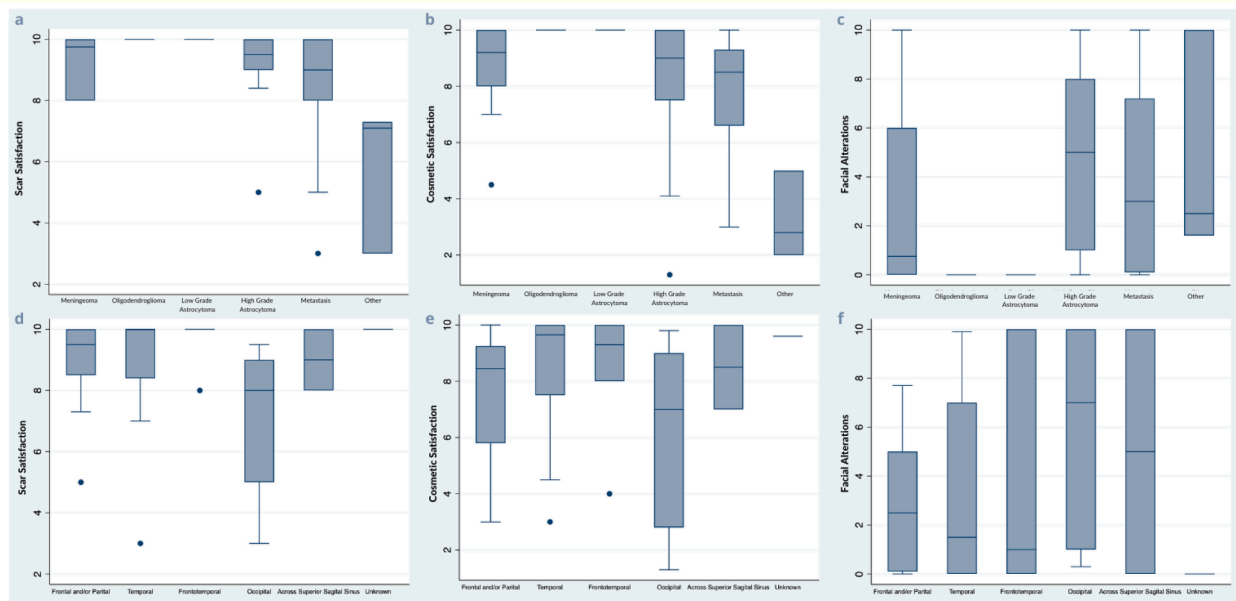 a
10
8
6
4
2
Scar Satisfaction
Meningeoma Oligodendroglioma Low Grade Astrocytoma High Grade Astrocytoma Metastasis Other
b
10
8
6
4
2
Cosmetic Satisfaction
Meningeoma Oligodendroglioma Low Grade Astrocytoma High Grade Astrocytoma Metastasis Other
c
10
8
6
4
2
0
Facial Alterations
Meningeoma Oligodendroglioma Low Grade Astrocytoma High Grade Astrocytoma Metastasis Other
d
10
8
6
4
2
Scar Satisfaction
Frontal and/or Parital Temporal Frontotemporal Occipital Across Superior Sagital Sinus Unknown
e
10
8
6
4
2
Cosmetic Satisfaction
Frontal and/or Parital Temporal Frontotemporal Occipital Across Superior Sagital Sinus Unknown
f
10
8
6
4
2
0
Facial Alterations
Frontal and/or Parital Temporal Frontotemporal Occipital Across Superior Sagital Sinus Unknown